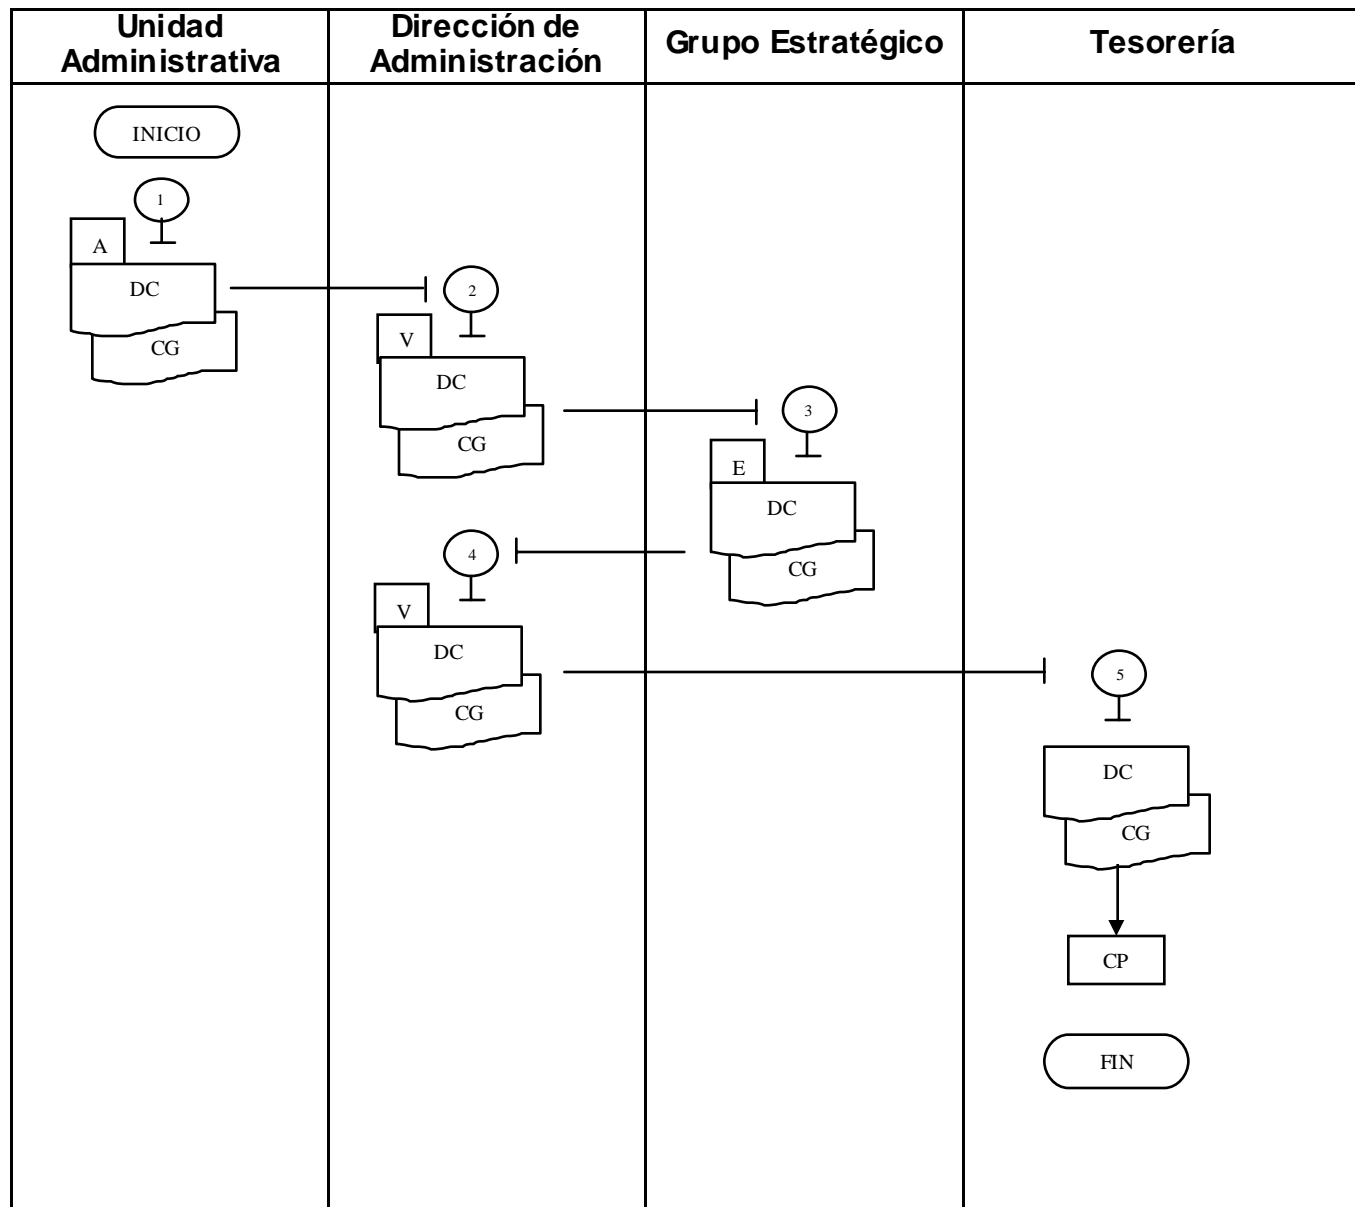 Unidad
Administrativa
Dirección de
Administración
Grupo Estratégico
Tesorería
INICIO
1
A
DC
CG
2
V
DC
CG
3
E
DC
CG
4
V
DC
CG
5
DC
CG
CP
FIN